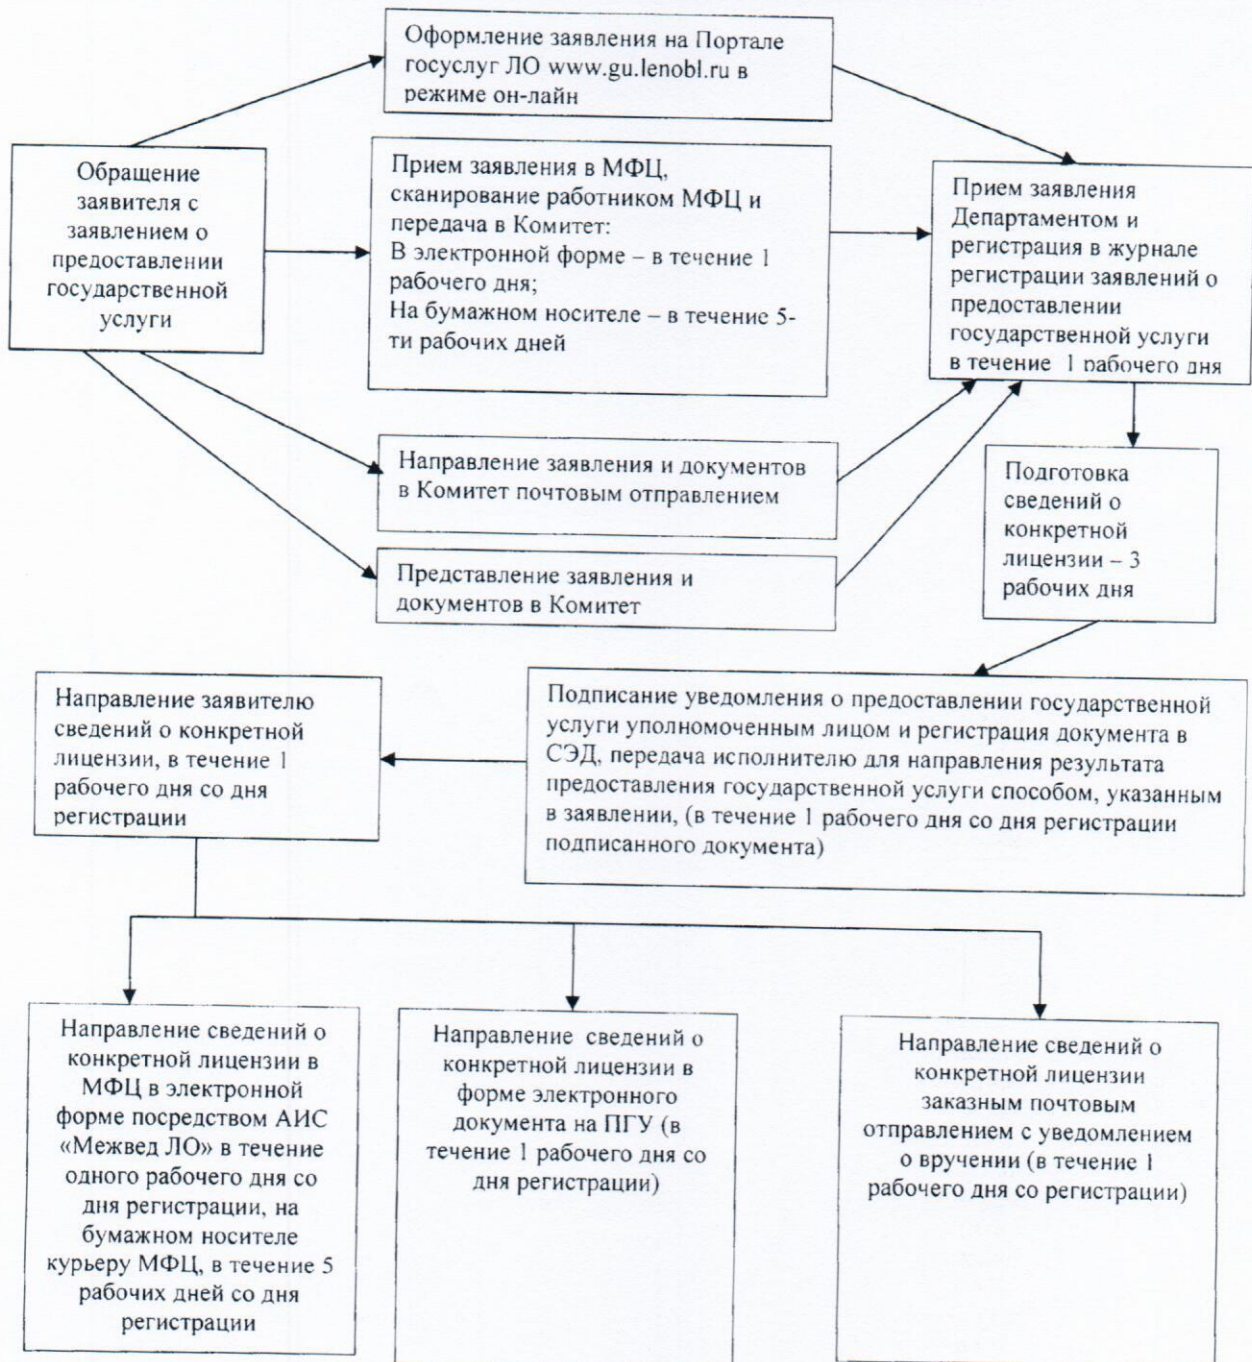 Оформление заявления на Портале
госуслуг ЛО www.gu.lenobl.ru в
режиме он-лайн
Обращение
заявителя с
заявлением о
предоставлении
государственной
услуги
Прием заявления в МФЦ,
сканирование работником МФЦ и
передача в Комитет:
В электронной форме – в течение 1
рабочего дня;
На бумажном носителе – в течение 5-
ти рабочих дней
Прием заявления
Департаментом и
регистрация в журнале
регистрации заявлений о
предоставлении
государственной услуги
в течение 1 рабочего дня
Направление заявления и документов
в Комитет почтовым отправлением
Представление заявления и
документов в Комитет
Подготовка
сведений о
конкретной
лицензии – 3
рабочих дня
Подписание уведомления о предоставлении государственной
услуги уполномоченным лицом и регистрация документа в
СЭД, передача исполнителю для направления результата
предоставления государственной услуги способом, указанным
в заявлении, (в течение 1 рабочего дня со дня регистрации
подписанного документа)
Направление заявителю
сведений о конкретной
лицензии, в течение 1
рабочего дня со дня
регистрации
Направление сведений о
конкретной лицензии в
МФЦ в электронной
форме посредством АИС
«Межвед ЛО» в течение
одного рабочего дня со
дня регистрации, на
бумажном носителе
курьеру МФЦ, в течение 5
рабочих дней со дня
регистрации
Направление сведений о
конкретной лицензии в
форме электронного
документа на ПГУ (в
течение 1 рабочего дня со
дня регистрации)
Направление сведений о
конкретной лицензии
заказным почтовым
отправлением с уведомлением
о вручении (в течение 1
рабочего дня со регистрации)